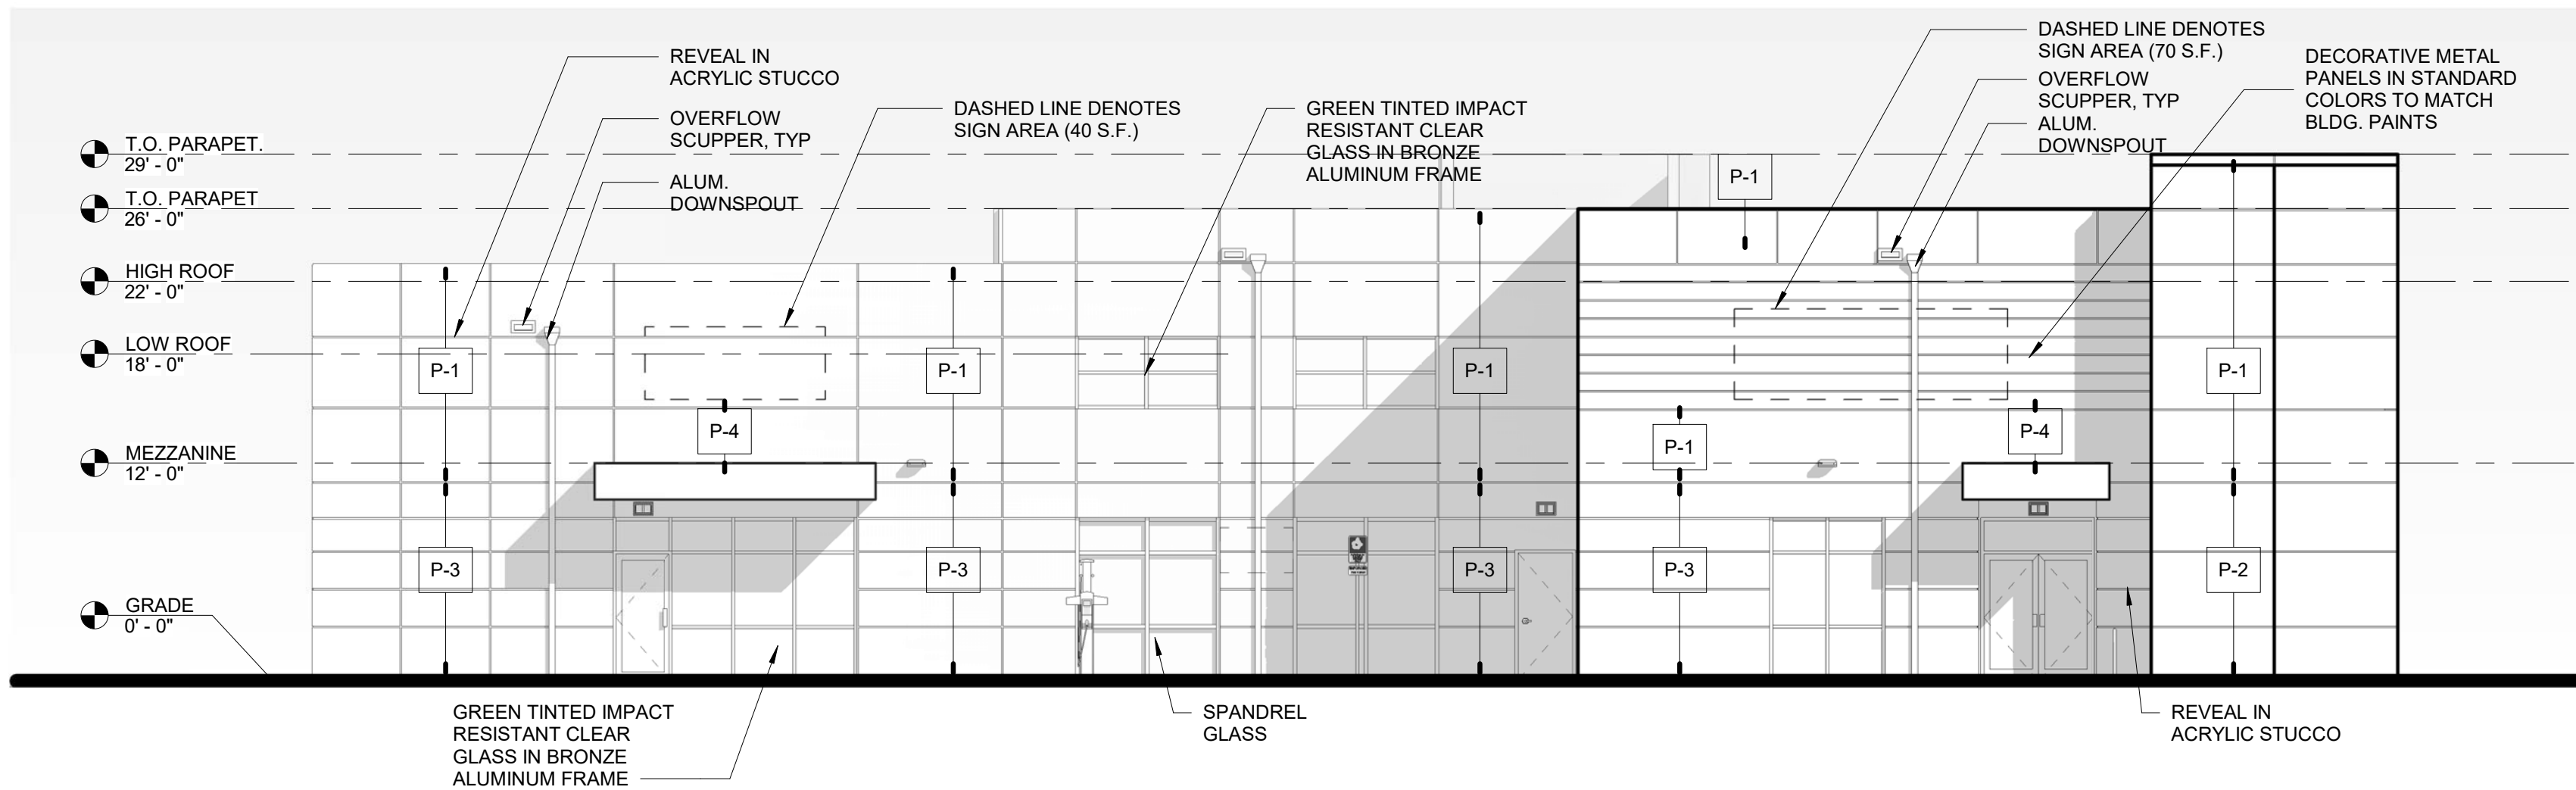 REVEAL IN
ACRYLIC STUCCO
OVERFLOW
SCUPPER, TYP
ALUM.
DOWNSPOUT
DASHED LINE DENOTES
SIGN AREA (40 S.F.)
GREEN TINTED IMPACT
RESISTANT CLEAR
GLASS IN BRONZE
ALUMINUM FRAME
DASHED LINE DENOTES
SIGN AREA (70 S.F.)
OVERFLOW
SCUPPER, TYP
ALUM.
DOWNSPOUT
DECORATIVE METAL
PANELS IN STANDARD
COLORS TO MATCH
BLDG. PAINTS
T.O. PARAPET.
29' - 0"
T.O. PARAPET
26' - 0"
HIGH ROOF
22' - 0"
LOW ROOF
18' - 0"
MEZZANINE
12' - 0"
GRADE
0' - 0"
P-1
P-1
P-1
P-1
P-1
P-4
P-1
P-4
P-3
P-3
P-3
P-3
P-2
GREEN TINTED IMPACT
RESISTANT CLEAR
GLASS IN BRONZE
ALUMINUM FRAME
SPANDREL
GLASS
REVEAL IN
ACRYLIC STUCCO